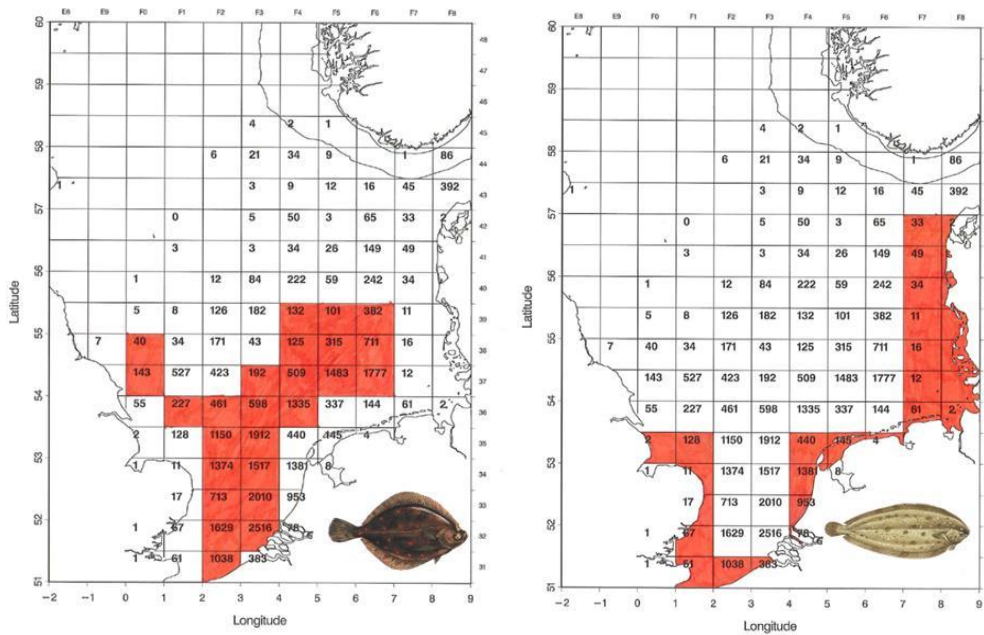 E8 E9 F0 F1 F2 F3 F4 F5 F6 F7 F8
60
48
47
59
46
4 2 1 45
58 6 21 34 9 1 86 44
1 3 9 12 16 45 392 43
57 0 5 50 3 65 33 2 42
3 3 34 26 149 49 41
56 1 12 84 222 59 242 34 40
5 8 126 182 132 101 382 11 39
55 7 40 34 171 43 125 315 711 16 38
143 527 423 192 509 1483 1777 12 37
54 55 227 461 598 1335 337 144 61 2 36
2 128 1150 1912 440 145 4 35
53 1 11 1374 1517 1381 8 34
17 713 2010 953 33
52 1 67 1629 2516 78 32
1 61 1038 383 31
51
Latitude
−2 −1 0 1 2 3 4 5 6 7 8 9
Longitude
E8 E9 F0 F1 F2 F3 F4 F5 F6 F7 F8
60
59
4 2 1
58 6 21 34 9 1 86
1 3 9 12 16 45 392
57 0 5 50 3 65 33 2
3 3 34 26 149 49
56 1 12 84 222 59 242 34
5 8 126 182 132 101 382 11
55 7 40 34 171 43 125 315 711 16
143 527 423 192 509 1483 1777 12
54 55 227 461 598 1335 337 144 61 2
2 128 1150 1912 440 145 4
53 1 11 1374 1517 1381 8
17 713 2010 953
52 1 67 1629 2516 78
1 51 1038 383
51
Latitude
−2 −1 0 1 2 3 4 5 6 7 8 9
Longitude